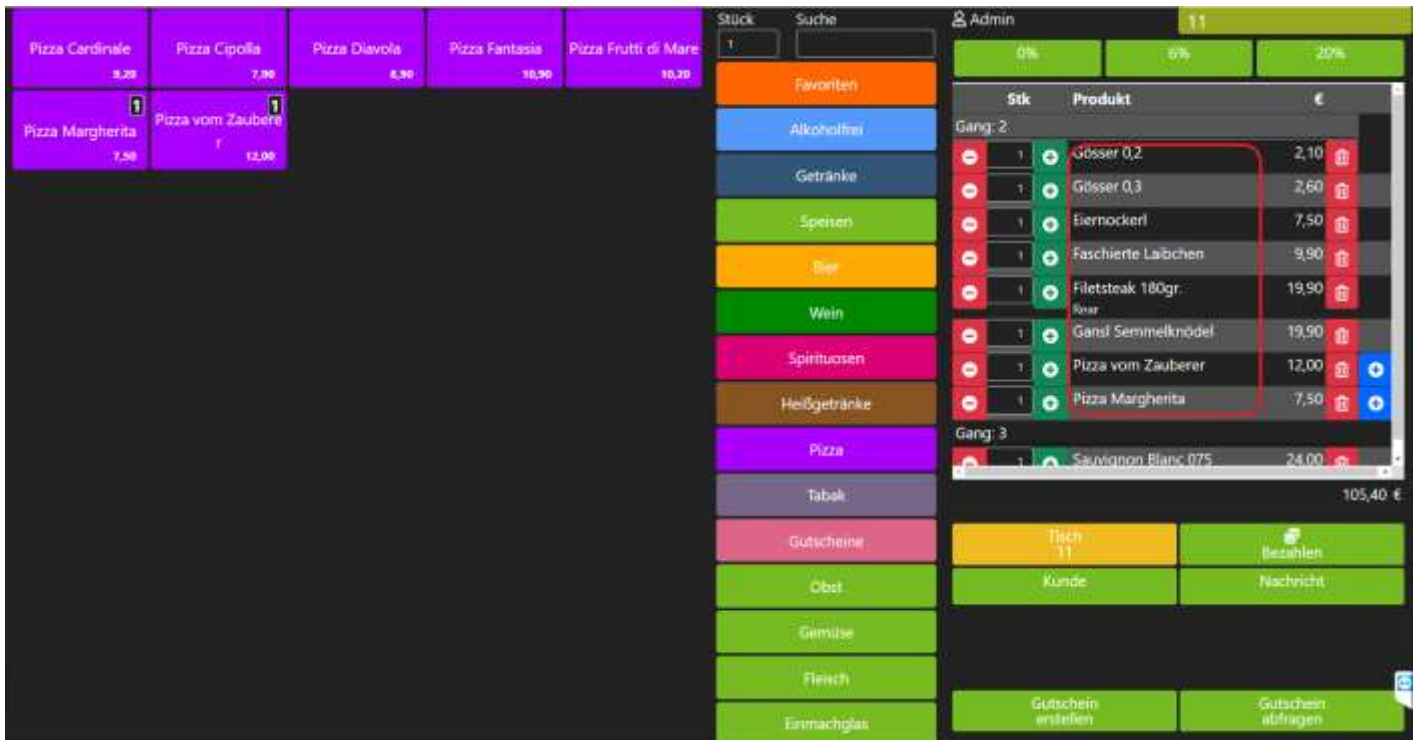 Pizza Cardinale
9,20
Pizza Cipolla
7,90
Pizza Diavola
8,90
Pizza Fantasia
10,90
Pizza Frutti di Mare
10,20
1
Pizza Margherita
7,50
1
Pizza vom Zaubere
r
12,00
Stück Suche
1
Favoriten
Alkoholfrei
Getränke
Speisen
Bier
Wein
Spirituosen
Heißgetränke
Pizza
Tabak
Gutscheine
Obst
Gemüse
Fleisch
Einmachglas
Admin 11
0% 6% 20%
Stk Produkt €
Gang: 2
1 Gösser 0,2 2,10
1 Gösser 0,3 2,60
1 Eiernockerl 7,50
1 Faschierte Laibchen 9,90
1 Filetsteak 180gr. 19,90
Rear
1 Gansl Semmelknödel 19,90
1 Pizza vom Zauberer 12,00
1 Pizza Margherita 7,50
Gang: 3
1 Sauvignon Blanc 075 24,00
105,40 €
Tisch
11
Bezahlen
Kunde Nachricht
Gutschein
erstellen
Gutschein
abfragen